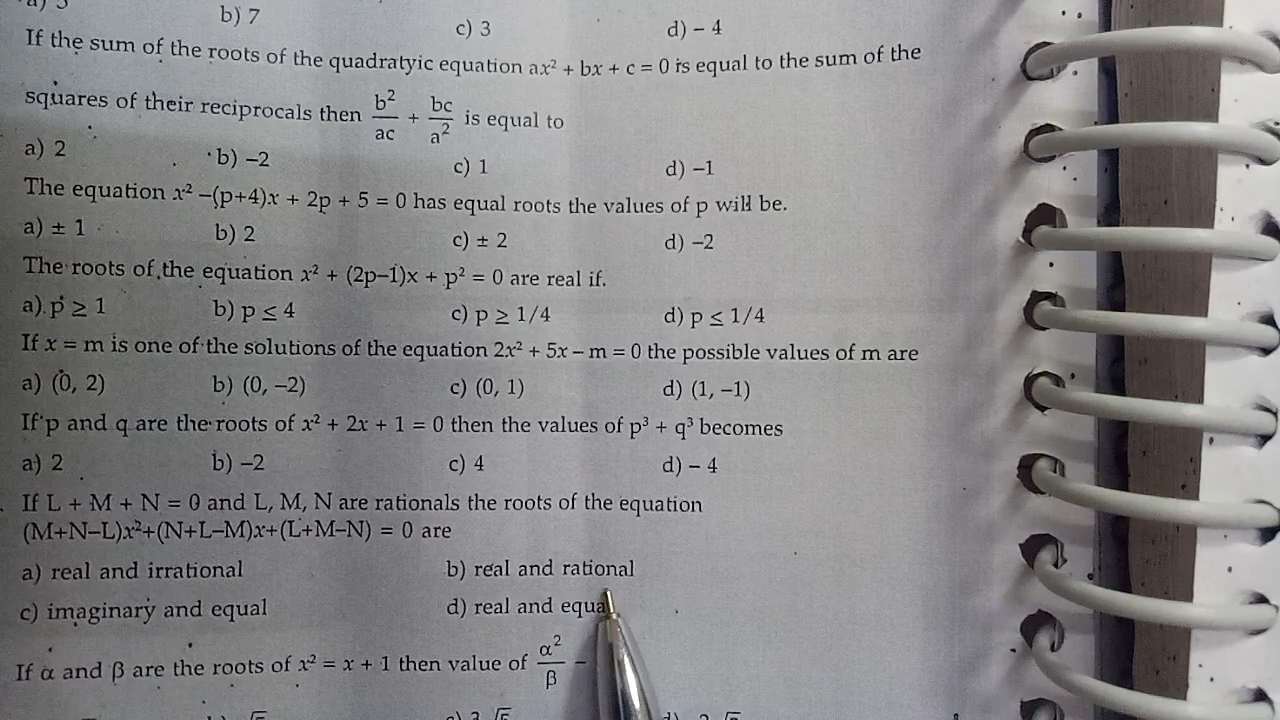 b) 7 c) 3 d) – 4
If the sum of the roots of the quadratyic equation ax² + bx + c = 0 is equal to the sum of the
squares of their reciprocals then b²/ac + bc/a² is equal to
a) 2 b) –2 c) 1 d) –1
The equation x² –(p+4)x + 2p + 5 = 0 has equal roots the values of p will be.
a) ± 1 b) 2 c) ± 2 d) –2
The roots of the equation x² + (2p–1)x + p² = 0 are real if.
a) p ≥ 1 b) p ≤ 4 c) p ≥ 1/4 d) p ≤ 1/4
If x = m is one of the solutions of the equation 2x² + 5x – m = 0 the possible values of m are
a) (0, 2) b) (0, –2) c) (0, 1) d) (1, –1)
If p and q are the roots of x² + 2x + 1 = 0 then the values of p³ + q³ becomes
a) 2 b) –2 c) 4 d) – 4
If L + M + N = 0 and L, M, N are rationals the roots of the equation
(M+N–L)x²+(N+L–M)x+(L+M–N) = 0 are
a) real and irrational b) real and rational
c) imaginary and equal d) real and equa
If α and β are the roots of x² = x + 1 then value of α²/β –